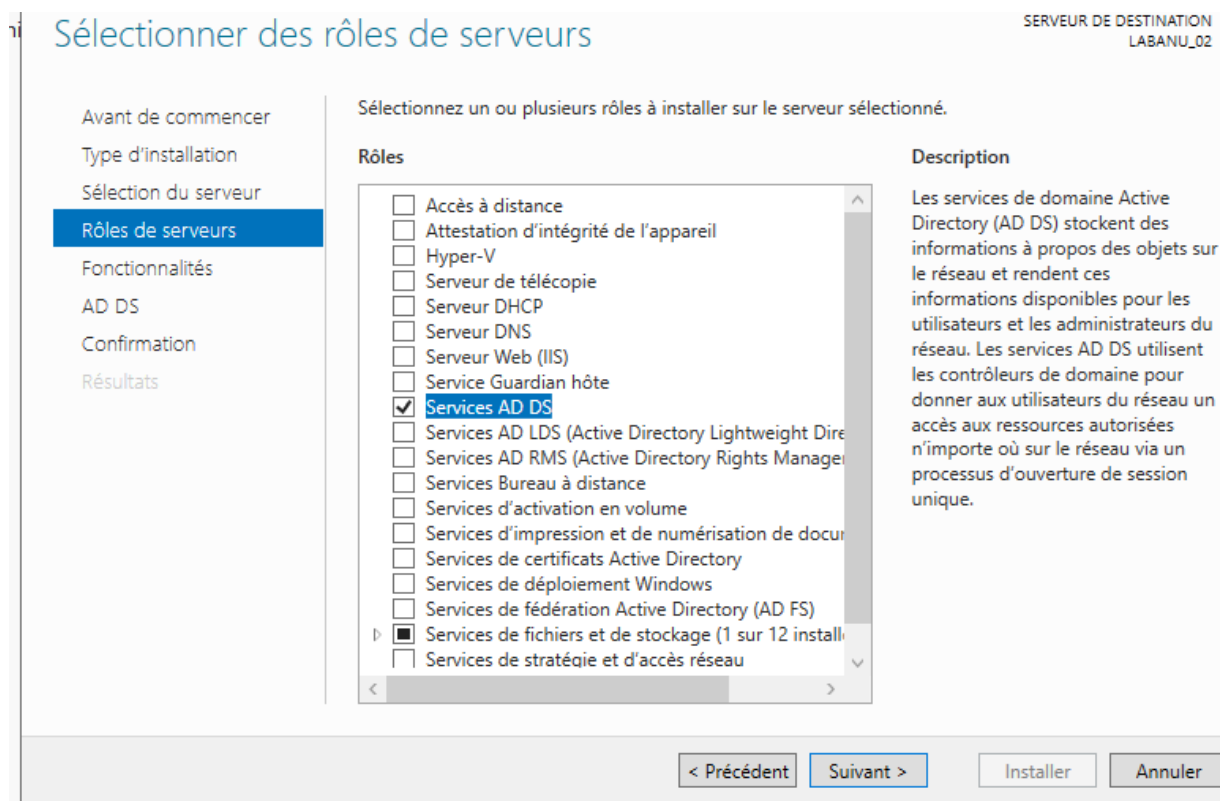 Sélectionner des rôles de serveurs
SERVEUR DE DESTINATION
LABANU_02
Avant de commencer
Type d'installation
Sélection du serveur
Rôles de serveurs
Fonctionnalités
AD DS
Confirmation
Résultats
Sélectionnez un ou plusieurs rôles à installer sur le serveur sélectionné.
Rôles
Accès à distance
Attestation d'intégrité de l'appareil
Hyper-V
Serveur de télécopie
Serveur DHCP
Serveur DNS
Serveur Web (IIS)
Service Guardian hôte
Services AD DS
Services AD LDS (Active Directory Lightweight Dire
Services AD RMS (Active Directory Rights Manage
Services Bureau à distance
Services d'activation en volume
Services d'impression et de numérisation de docu
Services de certificats Active Directory
Services de déploiement Windows
Services de fédération Active Directory (AD FS)
Services de fichiers et de stockage (1 sur 12 install
Services de stratégie et d'accès réseau
Description
Les services de domaine Active
Directory (AD DS) stockent des
informations à propos des objets sur
le réseau et rendent ces
informations disponibles pour les
utilisateurs et les administrateurs du
réseau. Les services AD DS utilisent
les contrôleurs de domaine pour
donner aux utilisateurs du réseau un
accès aux ressources autorisées
n'importe où sur le réseau via un
processus d'ouverture de session
unique.
< Précédent
Suivant >
Installer
Annuler